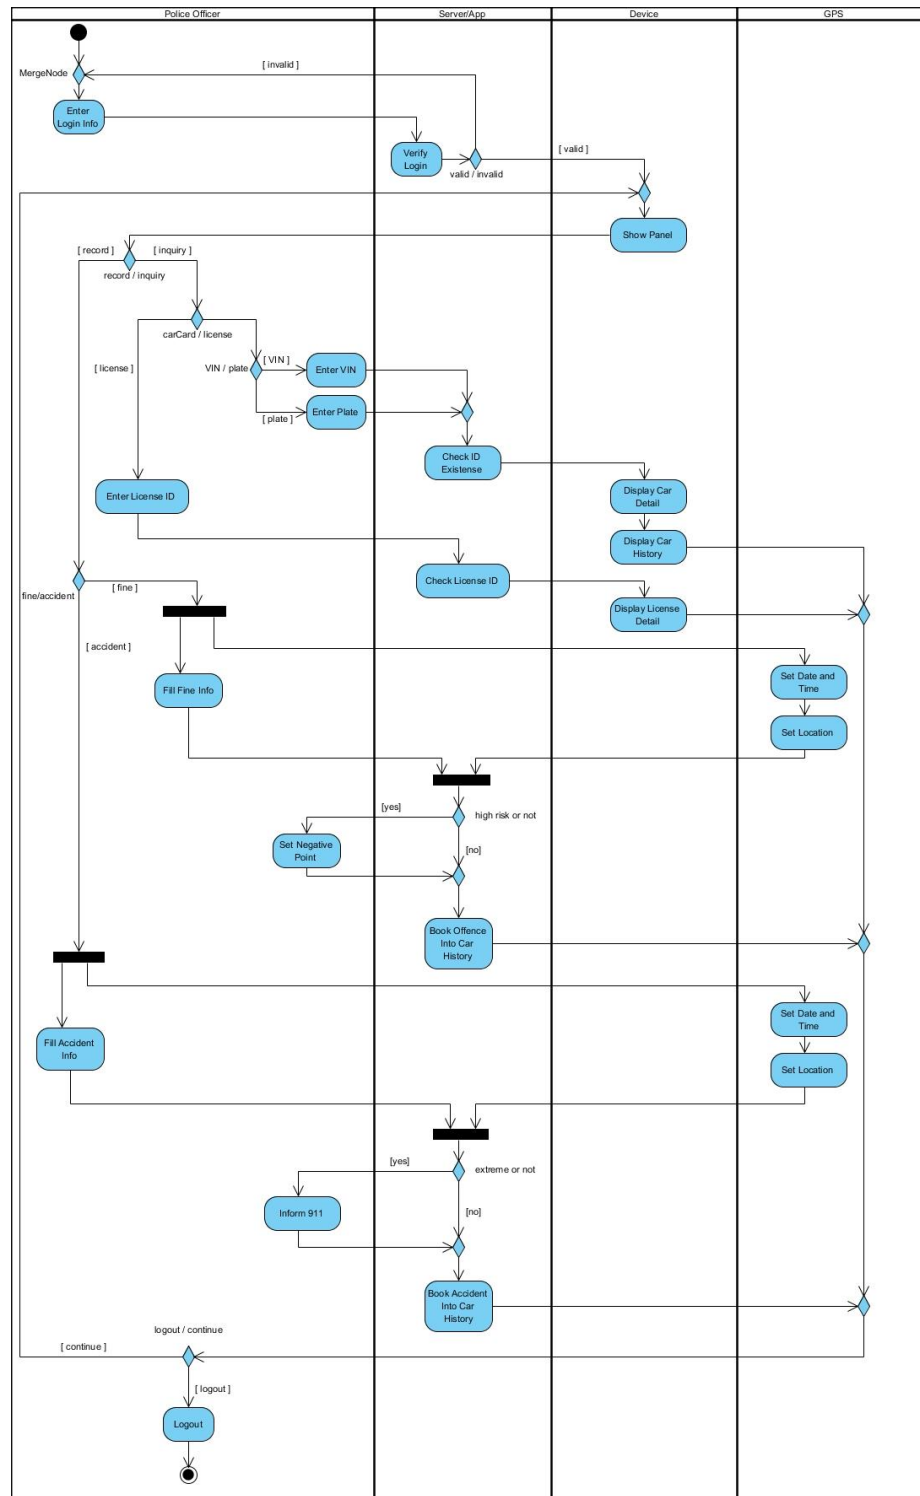 Police Officer
Server/App
Device
GPS
MergeNode
[ invalid ]
Enter
Login Info
Verify
Login
valid / invalid
[ valid ]
Show Panel
[ record ]
[ inquiry ]
record / inquiry
carCard / license
[ license ]
VIN / plate
[ VIN ]
Enter VIN
[ plate ]
Enter Plate
Check ID
Existense
Enter License ID
Display Car
Detail
Display Car
History
Check License ID
Display License
Detail
fine/accident
[ fine ]
[ accident ]
Fill Fine Info
Set Date and
Time
Set Location
[yes]
high risk or not
Set Negative
Point
[no]
Book Offence
Into Car
History
Set Date and
Time
Fill Accident
Info
Set Location
[yes]
extreme or not
Inform 911
[no]
Book Accident
Into Car
History
logout / continue
[ continue ]
[ logout ]
Logout